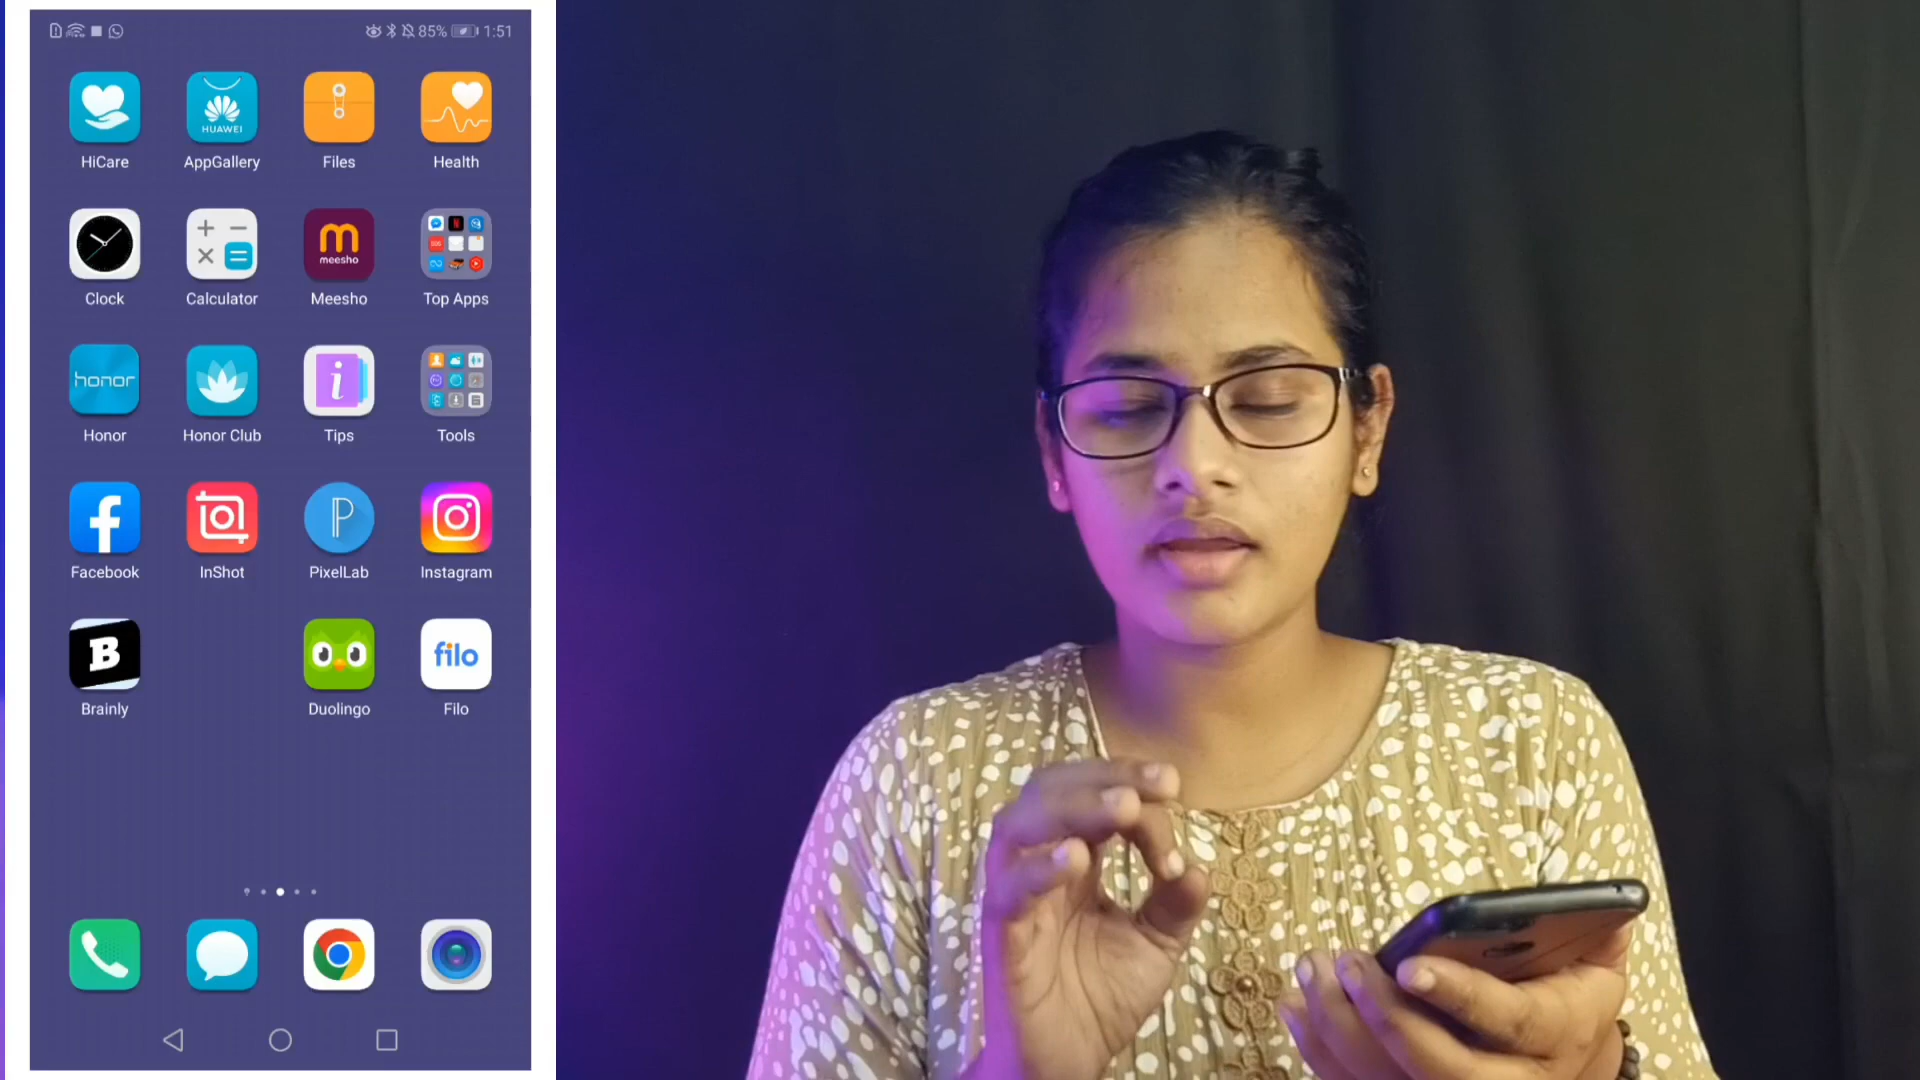 85% 1:51
HUAWEI
HiCare AppGallery Files Health
meesho
Clock Calculator Meesho Top Apps
honor
i
Honor Honor Club Tips Tools
f P
Facebook InShot PixelLab Instagram
B filo
Brainly Duolingo Filo